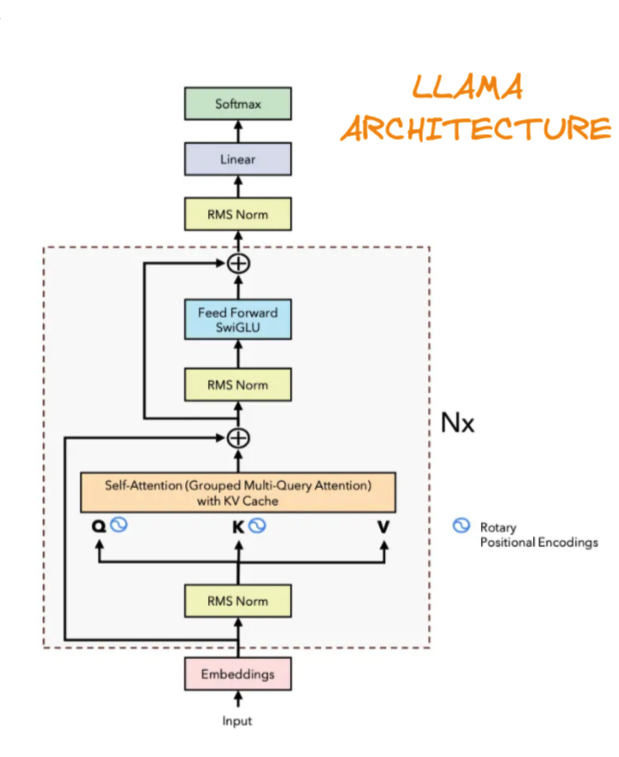 LLAMA
ARCHITECTURE
Softmax
Linear
RMS Norm
Feed Forward
SwiGLU
RMS Norm
Nx
Self-Attention (Grouped Multi-Query Attention)
with KV Cache
Q K V
Rotary
Positional Encodings
RMS Norm
Embeddings
Input